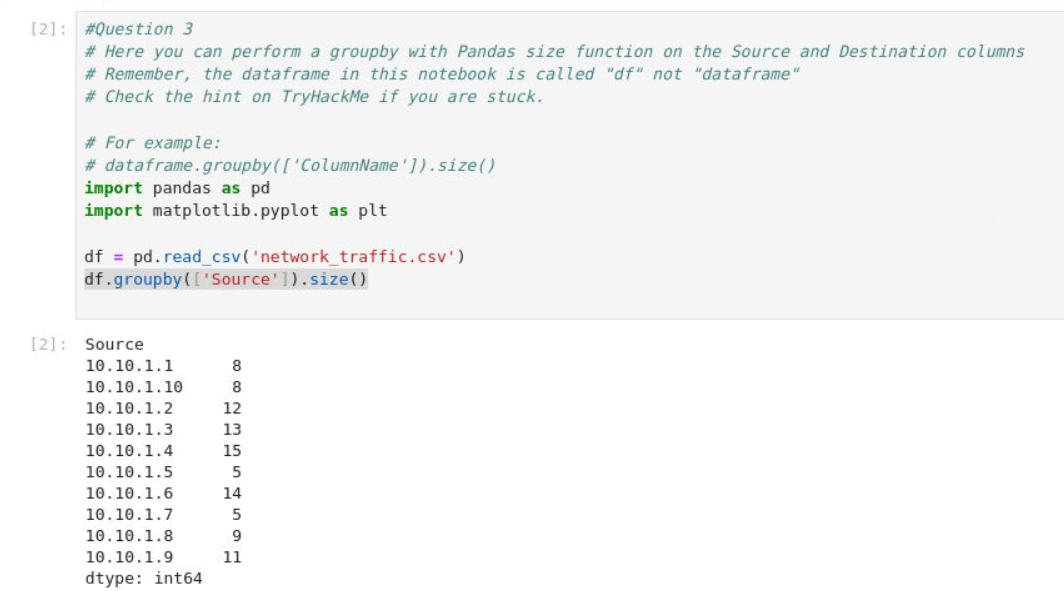 [2]: #Question 3
# Here you can perform a groupby with Pandas size function on the Source and Destination columns
# Remember, the dataframe in this notebook is called "df" not "dataframe"
# Check the hint on TryHackMe if you are stuck.
# For example:
# dataframe.groupby(['ColumnName']).size()
import pandas as pd
import matplotlib.pyplot as plt
df = pd.read_csv('network_traffic.csv')
df.groupby(['Source']).size()
[2]: Source
10.10.1.1 8
10.10.1.10 8
10.10.1.2 12
10.10.1.3 13
10.10.1.4 15
10.10.1.5 5
10.10.1.6 14
10.10.1.7 5
10.10.1.8 9
10.10.1.9 11
dtype: int64